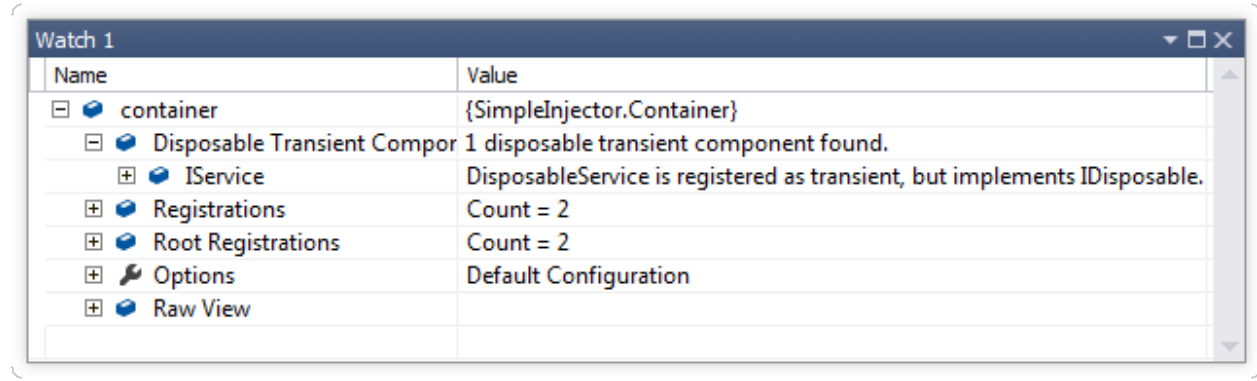 Watch 1
Name Value
container {SimpleInjector.Container}
Disposable Transient Compor 1 disposable transient component found.
IService DisposableService is registered as transient, but implements IDisposable.
Registrations Count = 2
Root Registrations Count = 2
Options Default Configuration
Raw View